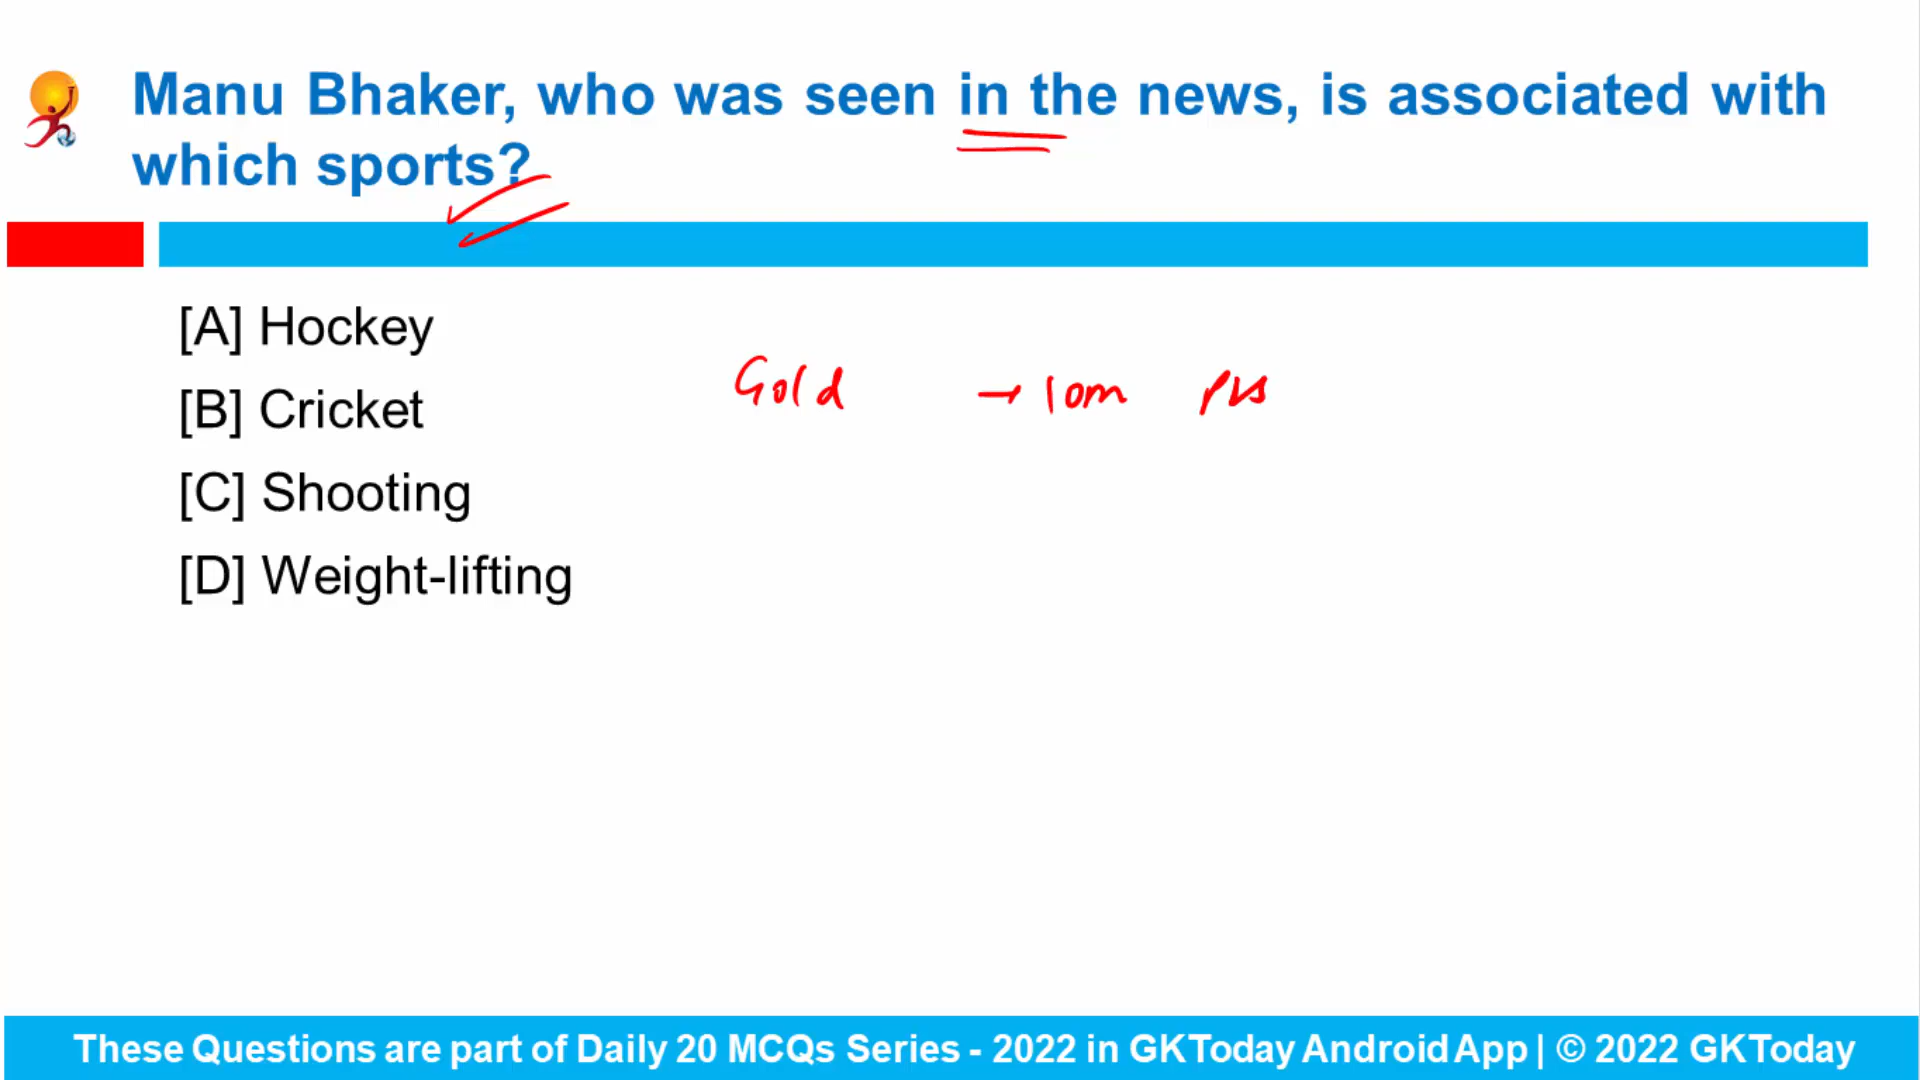 Manu Bhaker, who was seen in the news, is associated with
which sports?
[A] Hockey
[B] Cricket
[C] Shooting
[D] Weight-lifting
Gold → 10m
These Questions are part of Daily 20 MCQs Series - 2022 in GKToday Android App | © 2022 GKToday